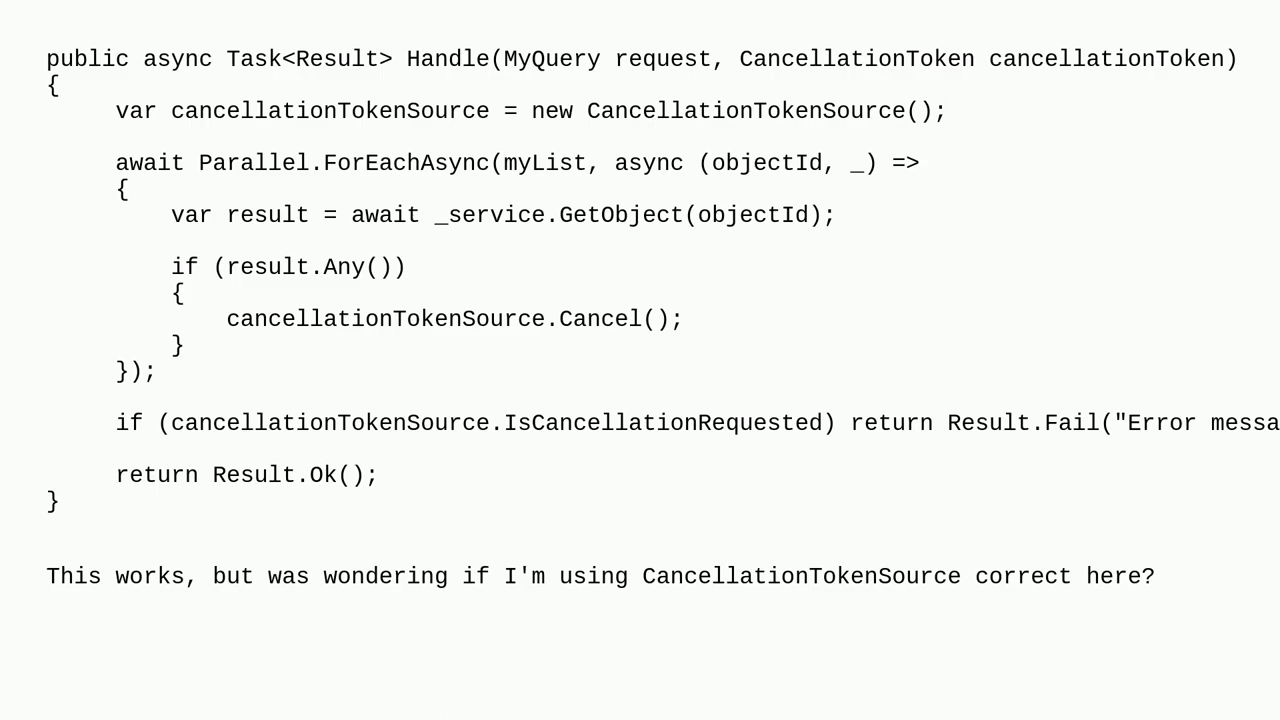 public async Task<Result> Handle(MyQuery request, CancellationToken cancellationToken)
{
     var cancellationTokenSource = new CancellationTokenSource();

     await Parallel.ForEachAsync(myList, async (objectId, _) =>
     {
         var result = await _service.GetObject(objectId);

         if (result.Any())
         {
             cancellationTokenSource.Cancel();
         }
     });

     if (cancellationTokenSource.IsCancellationRequested) return Result.Fail("Error messa

     return Result.Ok();
}

This works, but was wondering if I'm using CancellationTokenSource correct here?